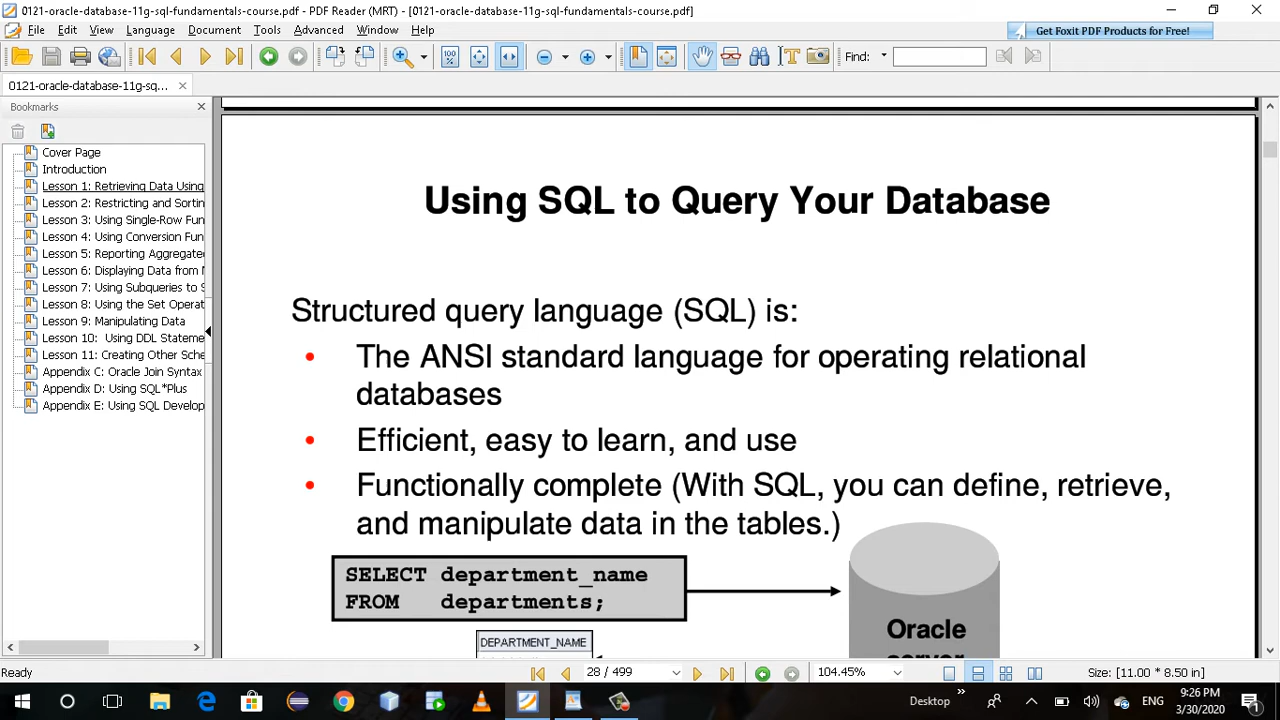 0121-oracle-database-11g-sql-fundamentals-course.pdf - PDF Reader (MRT) - [0121-oracle-database-11g-sql-fundamentals-course.pdf]
File Edit View Language Document Tools Advanced Window Help
Get Foxit PDF Products for Free!
Find:
0121-oracle-database-11g-sq...
Bookmarks
Cover Page
Introduction
Lesson 1: Retrieving Data Using
Lesson 2: Restricting and Sortin
Lesson 3: Using Single-Row Fun
Lesson 4: Using Conversion Fun
Lesson 5: Reporting Aggregate
Lesson 6: Displaying Data from M
Lesson 7: Using Subqueries to S
Lesson 8: Using the Set Operat
Lesson 9: Manipulating Data
Lesson 10: Using DDL Stateme
Lesson 11: Creating Other Sche
Appendix C: Oracle Join Syntax
Appendix D: Using SQL*Plus
Appendix E: Using SQL Develop
Using SQL to Query Your Database
Structured query language (SQL) is:
• The ANSI standard language for operating relational
databases
• Efficient, easy to learn, and use
• Functionally complete (With SQL, you can define, retrieve,
and manipulate data in the tables.)
SELECT department_name
FROM departments;
Oracle
server
DEPARTMENT_NAME
Ready
28 / 499
104.45%
Size: [11.00 * 8.50 in]
Desktop
ENG
9:26 PM
3/30/2020